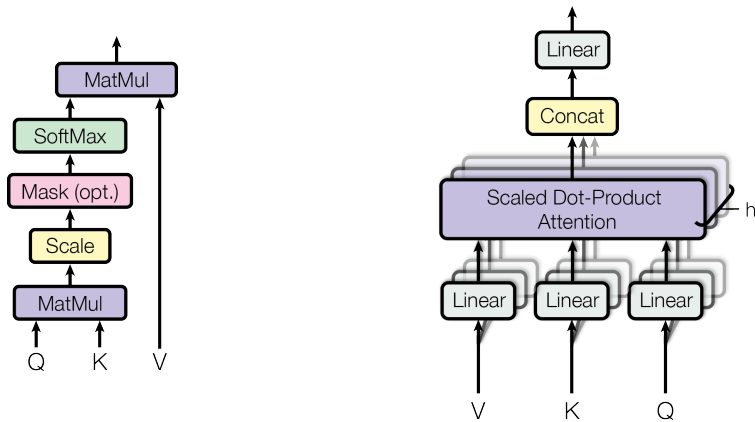 MatMul
SoftMax
Mask (opt.)
Scale
MatMul
Q K V
Linear
Concat
Scaled Dot-Product
Attention
h
Linear Linear Linear
V K Q